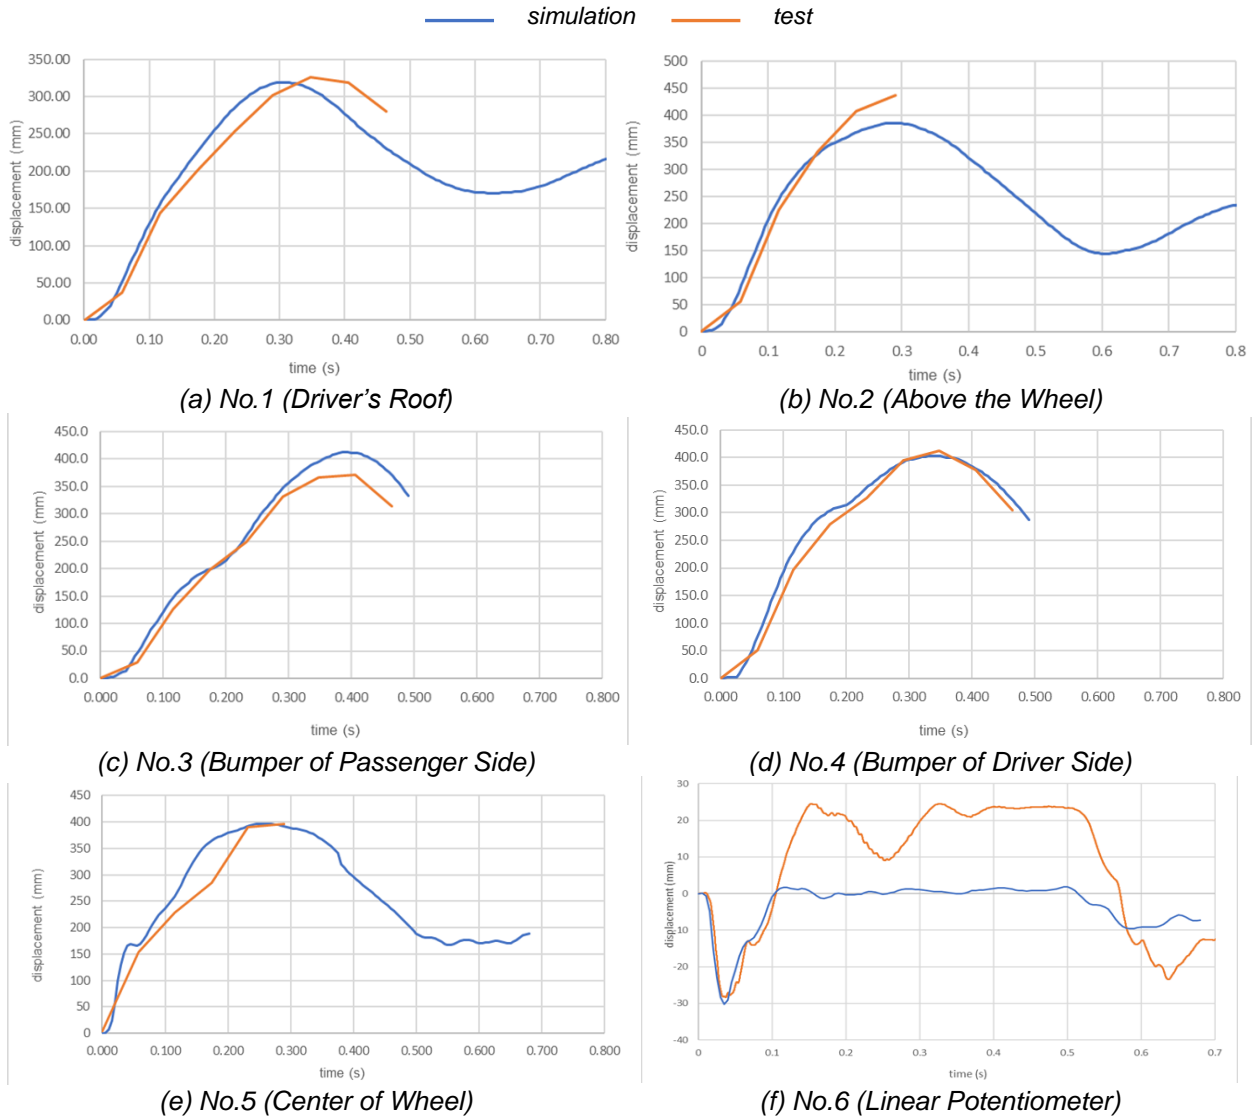 simulation test
350.00
300.00
250.00
200.00
150.00
100.00
50.00
0.00
displacement (mm)
0.00 0.10 0.20 0.30 0.40 0.50 0.60 0.70 0.80
time (s)
(a) No.1 (Driver's Roof)
500
450
400
350
300
250
200
150
100
50
0
displacement (mm)
0 0.1 0.2 0.3 0.4 0.5 0.6 0.7 0.8
time (s)
(b) No.2 (Above the Wheel)
450.0
400.0
350.0
300.0
250.0
200.0
150.0
100.0
50.0
0.0
displacement (mm)
0.000 0.100 0.200 0.300 0.400 0.500 0.600 0.700 0.800
time (s)
(c) No.3 (Bumper of Passenger Side)
450.0
400.0
350.0
300.0
250.0
200.0
150.0
100.0
50.0
0.0
displacement (mm)
0.000 0.100 0.200 0.300 0.400 0.500 0.600 0.700 0.800
time (s)
(d) No.4 (Bumper of Driver Side)
450
400
350
300
250
200
150
100
50
0
displacement (mm)
0.000 0.100 0.200 0.300 0.400 0.500 0.600 0.700 0.800
time (s)
(e) No.5 (Center of Wheel)
30
20
10
0
-10
-20
-30
-40
displacement (mm)
0 0.1 0.2 0.3 0.4 0.5 0.6 0.7
time (s)
(f) No.6 (Linear Potentiometer)